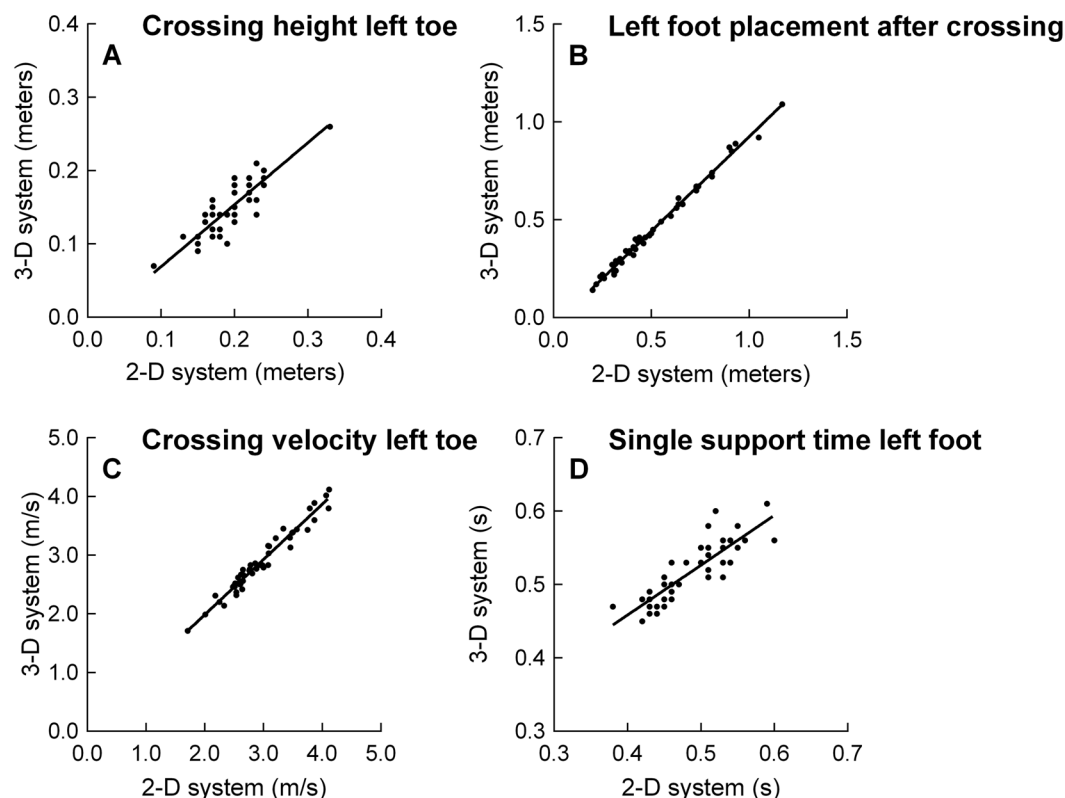 Crossing height left toe
A
0.4
0.3
0.2
0.1
0.0
3-D system (meters)
0.0 0.1 0.2 0.3 0.4
2-D system (meters)
Left foot placement after crossing
B
1.5
1.0
0.5
0.0
3-D system (meters)
0.0 0.5 1.0 1.5
2-D system (meters)
Crossing velocity left toe
C
5.0
4.0
3.0
2.0
1.0
0.0
3-D system (m/s)
0.0 1.0 2.0 3.0 4.0 5.0
2-D system (m/s)
Single support time left foot
D
0.7
0.6
0.5
0.4
0.3
3-D system (s)
0.3 0.4 0.5 0.6 0.7
2-D system (s)